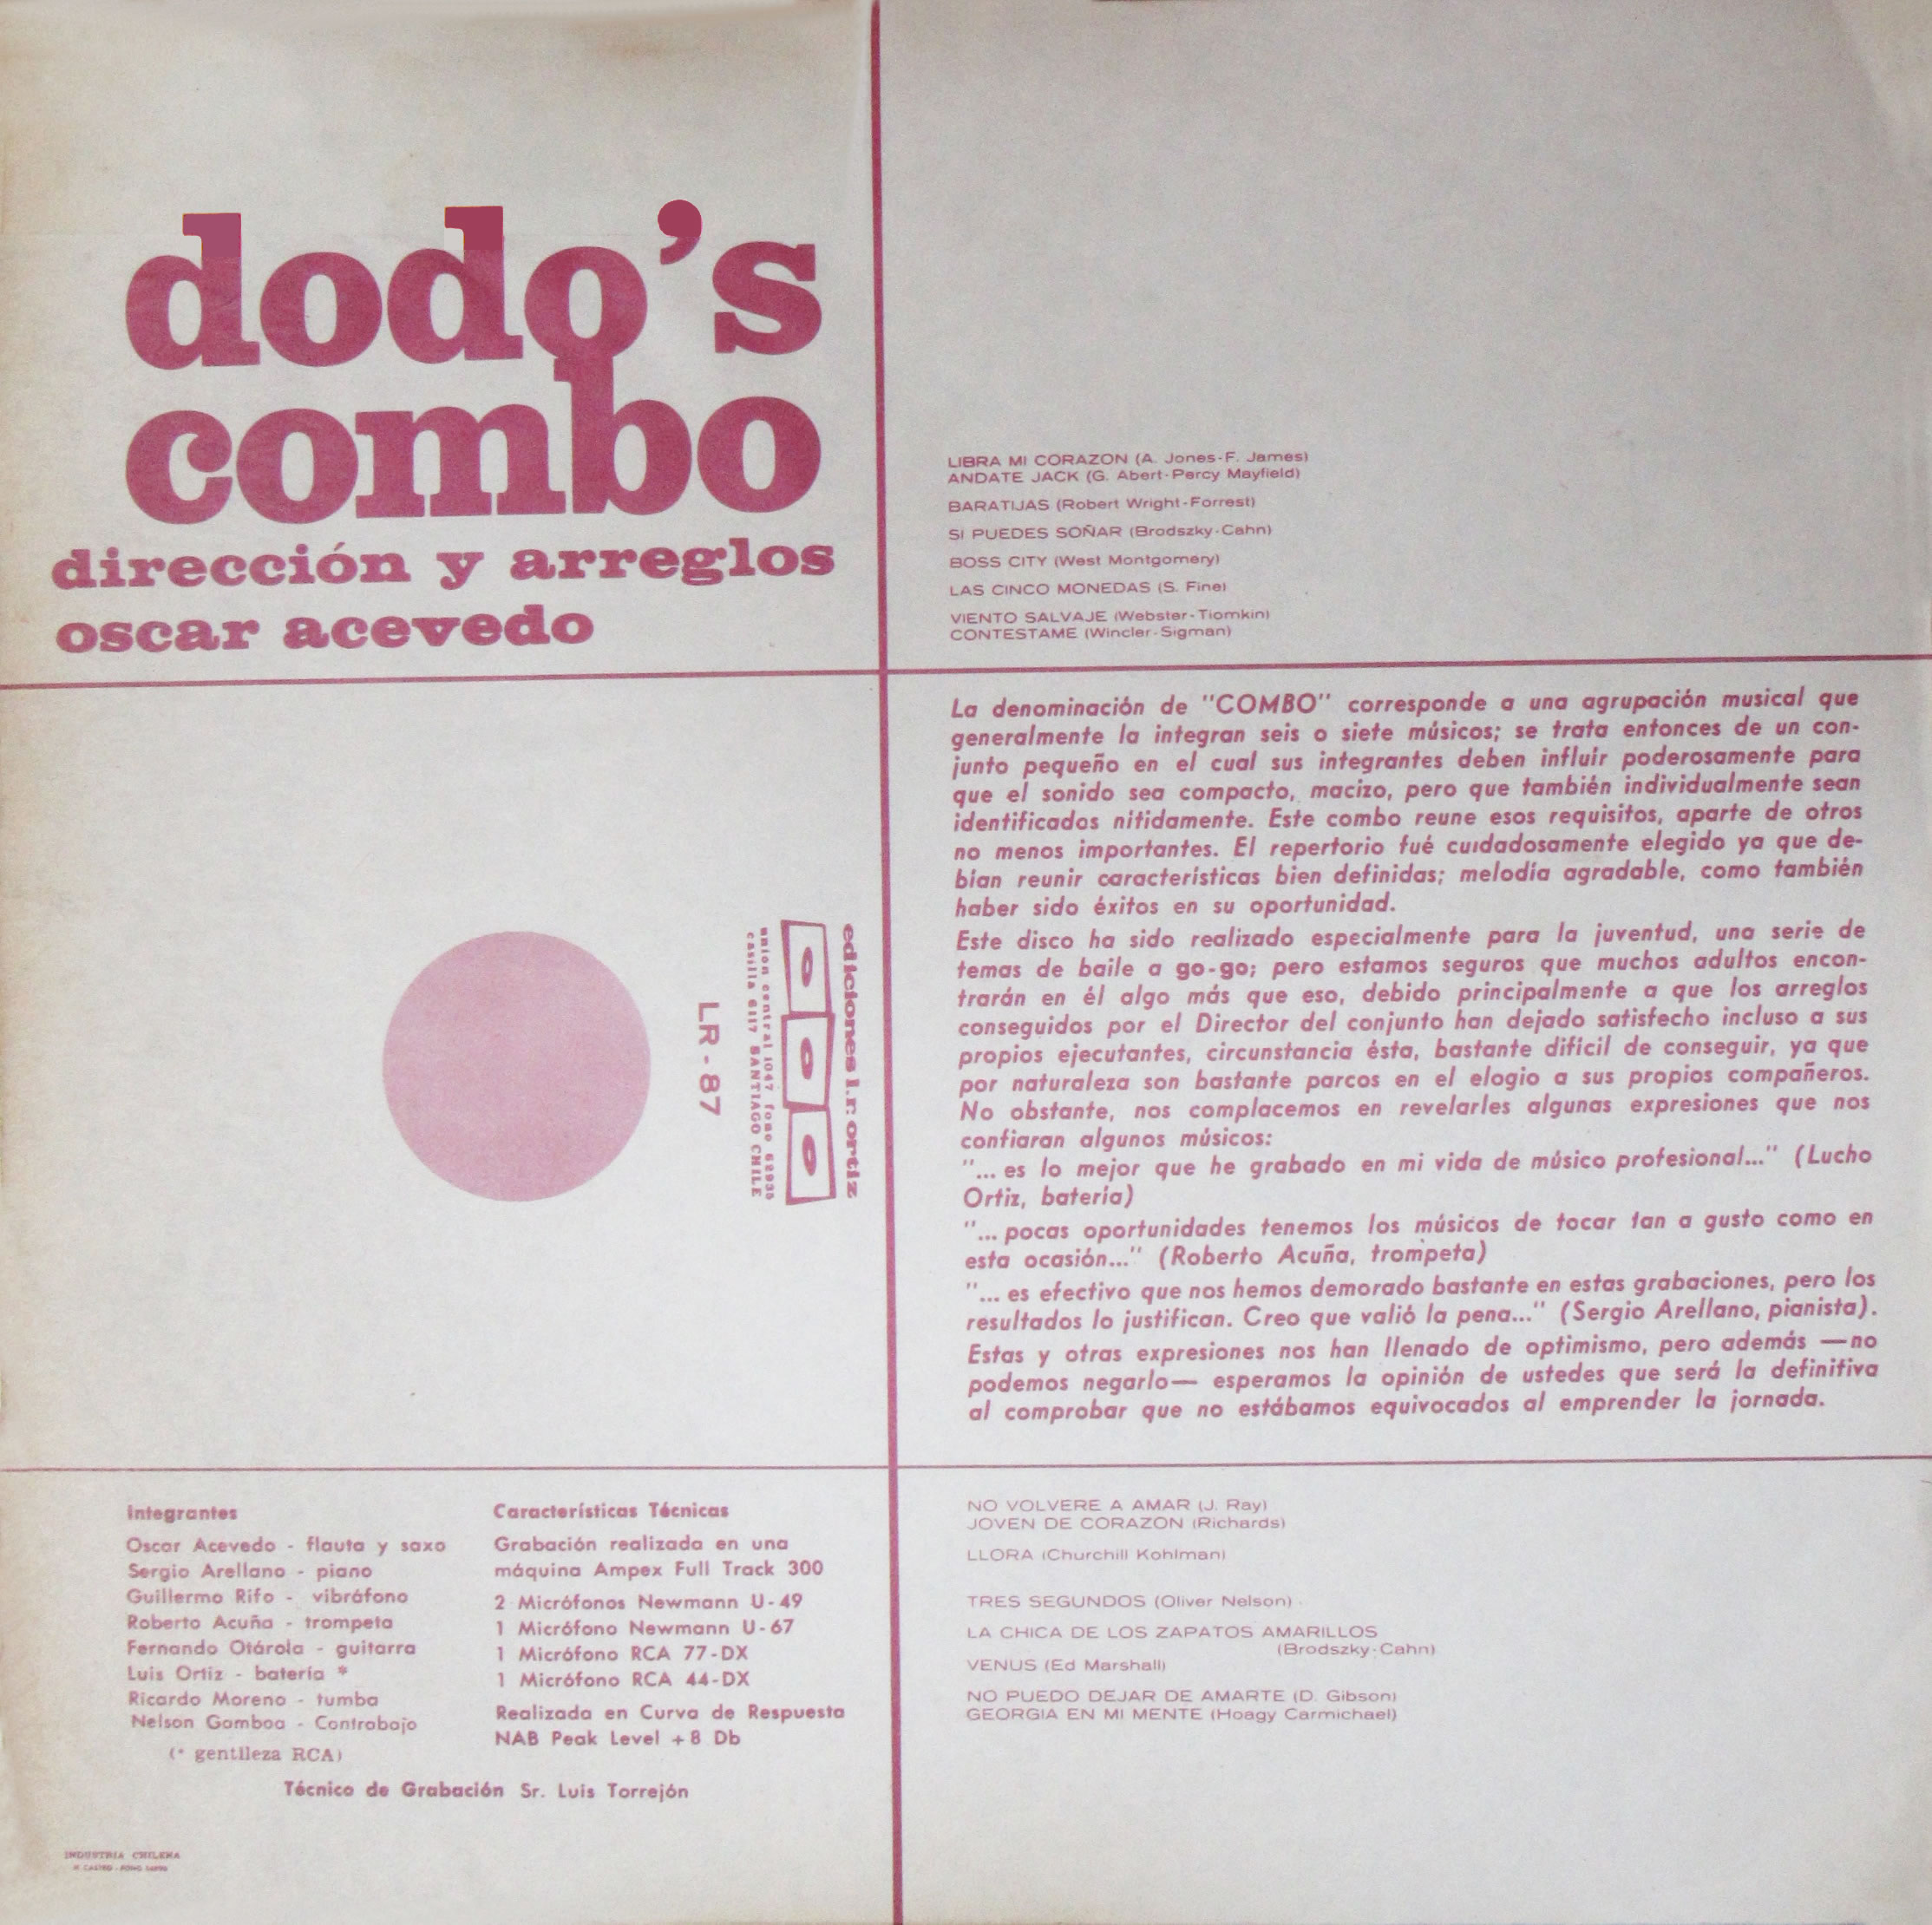 dodo's
combo
dirección y arreglos
oscar acevedo
LIBRA MI CORAZON (A. Jones-F. James)
ANDATE JACK (G. Abert-Percy Mayfield)
BARATIJAS (Robert Wright-Forrest)
SI PUEDES SOÑAR (Brodszky-Cahn)
BOSS CITY (West Montgomery)
LAS CINCO MONEDAS (S. Fine)
VIENTO SALVAJE (Webster-Tiomkin)
CONTESTAME (Wincler-Sigman)
La denominación de "COMBO" corresponde a una agrupación musical que
generalmente la integran seis o siete músicos; se trata entonces de un con-
junto pequeño en el cual sus integrantes deben influír poderosamente para
que el sonido sea compacto, macizo, pero que también individualmente sean
identificados nítidamente. Este combo reune esos requisitos, aparte de otros
no menos importantes. El repertorio fué cuidadosamente elegido ya que de-
bían reunir características bien definidas; melodía agradable, como también
haber sido éxitos en su oportunidad.
Este disco ha sido realizado especialmente para la juventud, una serie de
temas de baile a go-go; pero estamos seguros que muchos adultos encon-
trarán en él algo más que eso, debido principalmente a que los arreglos
conseguidos por el Director del conjunto han dejado satisfecho incluso a sus
propios ejecutantes, circunstancia ésta, bastante difícil de conseguir, ya que
por naturaleza son bastante parcos en el elogio a sus propios compañeros.
No obstante, nos complacemos en revelarles algunas expresiones que nos
confiaran algunos músicos:
"... es lo mejor que he grabado en mi vida de músico profesional..." (Lucho
Ortiz, batería)
"... pocas oportunidades tenemos los músicos de tocar tan a gusto como en
esta ocasión..." (Roberto Acuña, trompeta)
"... es efectivo que nos hemos demorado bastante en estas grabaciones, pero los
resultados lo justifican. Creo que valió la pena..." (Sergio Arellano, pianista).
Estas y otras expresiones nos han llenado de optimismo, pero además —no
podemos negarlo— esperamos la opinión de ustedes que será la definitiva
al comprobar que no estábamos equivocados al emprender la jornada.
ediciones l.r. ortiz
union central 1047 fono 62935
casilla 6117 SANTIAGO CHILE
LR-87
Integrantes
Oscar Acevedo - flauta y saxo
Sergio Arellano - piano
Guillermo Rifo - vibráfono
Roberto Acuña - trompeta
Fernando Otárola - guitarra
Luis Ortiz - batería *
Ricardo Moreno - tumba
Nelson Gamboa - Contrabajo
(* gentileza RCA)
Características Técnicas
Grabación realizada en una
máquina Ampex Full Track 300
2 Micrófonos Newmann U-49
1 Micrófono Newmann U-67
1 Micrófono RCA 77-DX
1 Micrófono RCA 44-DX
Realizada en Curva de Respuesta
NAB Peak Level +8 Db
Técnico de Grabación Sr. Luis Torrejón
NO VOLVERE A AMAR (J. Ray)
JOVEN DE CORAZON (Richards)
LLORA (Churchill Kohlman)
TRES SEGUNDOS (Oliver Nelson)
LA CHICA DE LOS ZAPATOS AMARILLOS
(Brodszky-Cahn)
VENUS (Ed Marshall)
NO PUEDO DEJAR DE AMARTE (D. Gibson)
GEORGIA EN MI MENTE (Hoagy Carmichael)
INDUSTRIA CHILENA